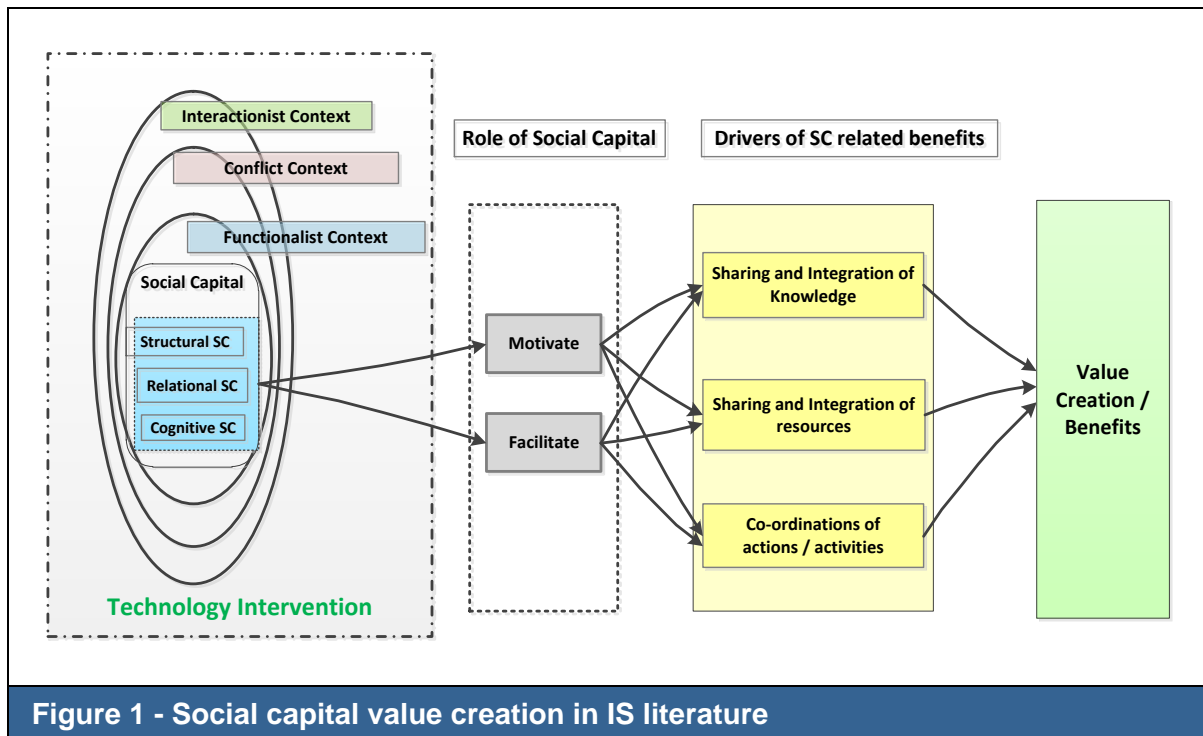 Interactionist Context
Conflict Context
Functionalist Context
Social Capital
Structural SC
Relational SC
Cognitive SC
Technology Intervention
Role of Social Capital
Motivate
Facilitate
Drivers of SC related benefits
Sharing and Integration of
Knowledge
Sharing and Integration of
resources
Co-ordinations of
actions / activities
Value
Creation /
Benefits
Figure 1 - Social capital value creation in IS literature